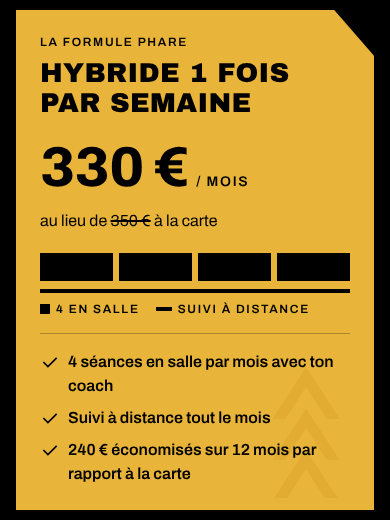 LA FORMULE PHARE
HYBRIDE 1 FOIS
PAR SEMAINE
330 € / MOIS
au lieu de 350 € à la carte
4 EN SALLE SUIVI À DISTANCE
4 séances en salle par mois avec ton
coach
Suivi à distance tout le mois
240 € économisés sur 12 mois par
rapport à la carte